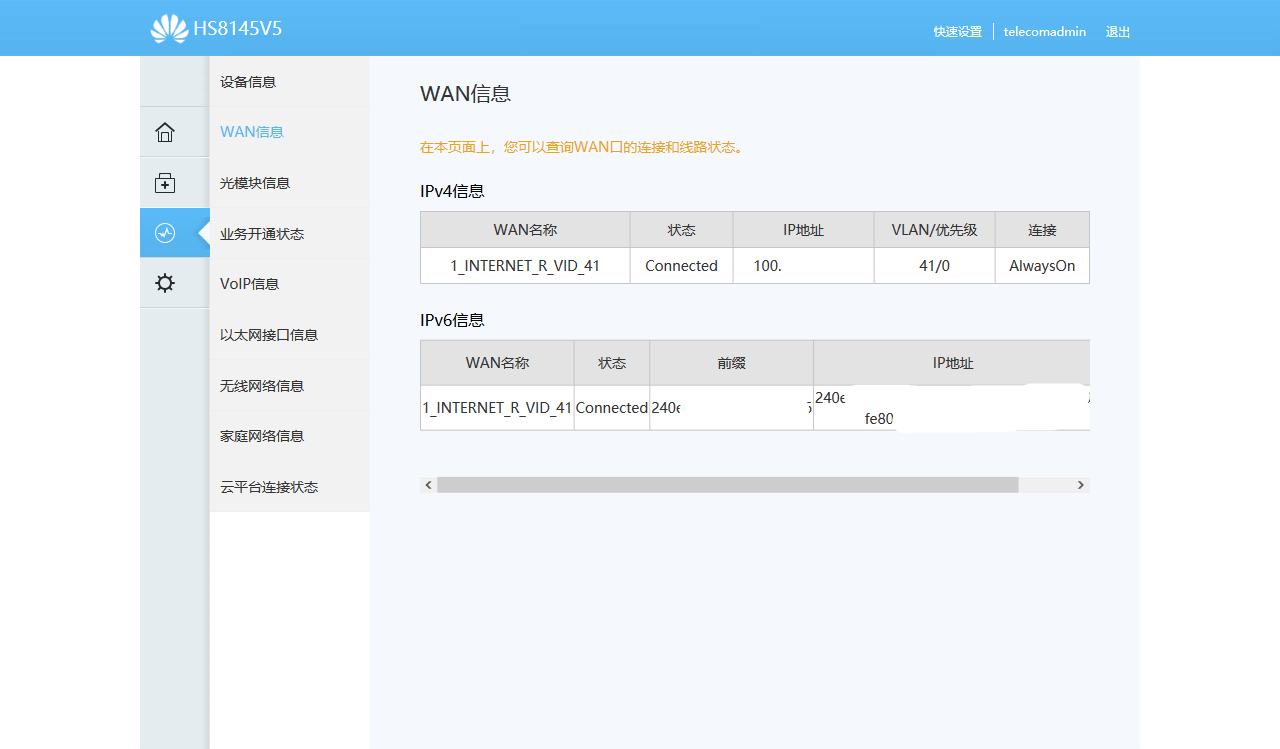 HS8145V5
快速设置 telecomadmin 退出
设备信息
WAN信息
光模块信息
业务开通状态
VoIP信息
以太网接口信息
无线网络信息
家庭网络信息
云平台连接状态
WAN信息
在本页面上，您可以查询WAN口的连接和线路状态。
IPv4信息
WAN名称 状态 IP地址 VLAN/优先级 连接
1_INTERNET_R_VID_41 Connected 100. 41/0 AlwaysOn
IPv6信息
WAN名称 状态 前缀 IP地址
1_INTERNET_R_VID_41 Connected 240e 240e
fe80